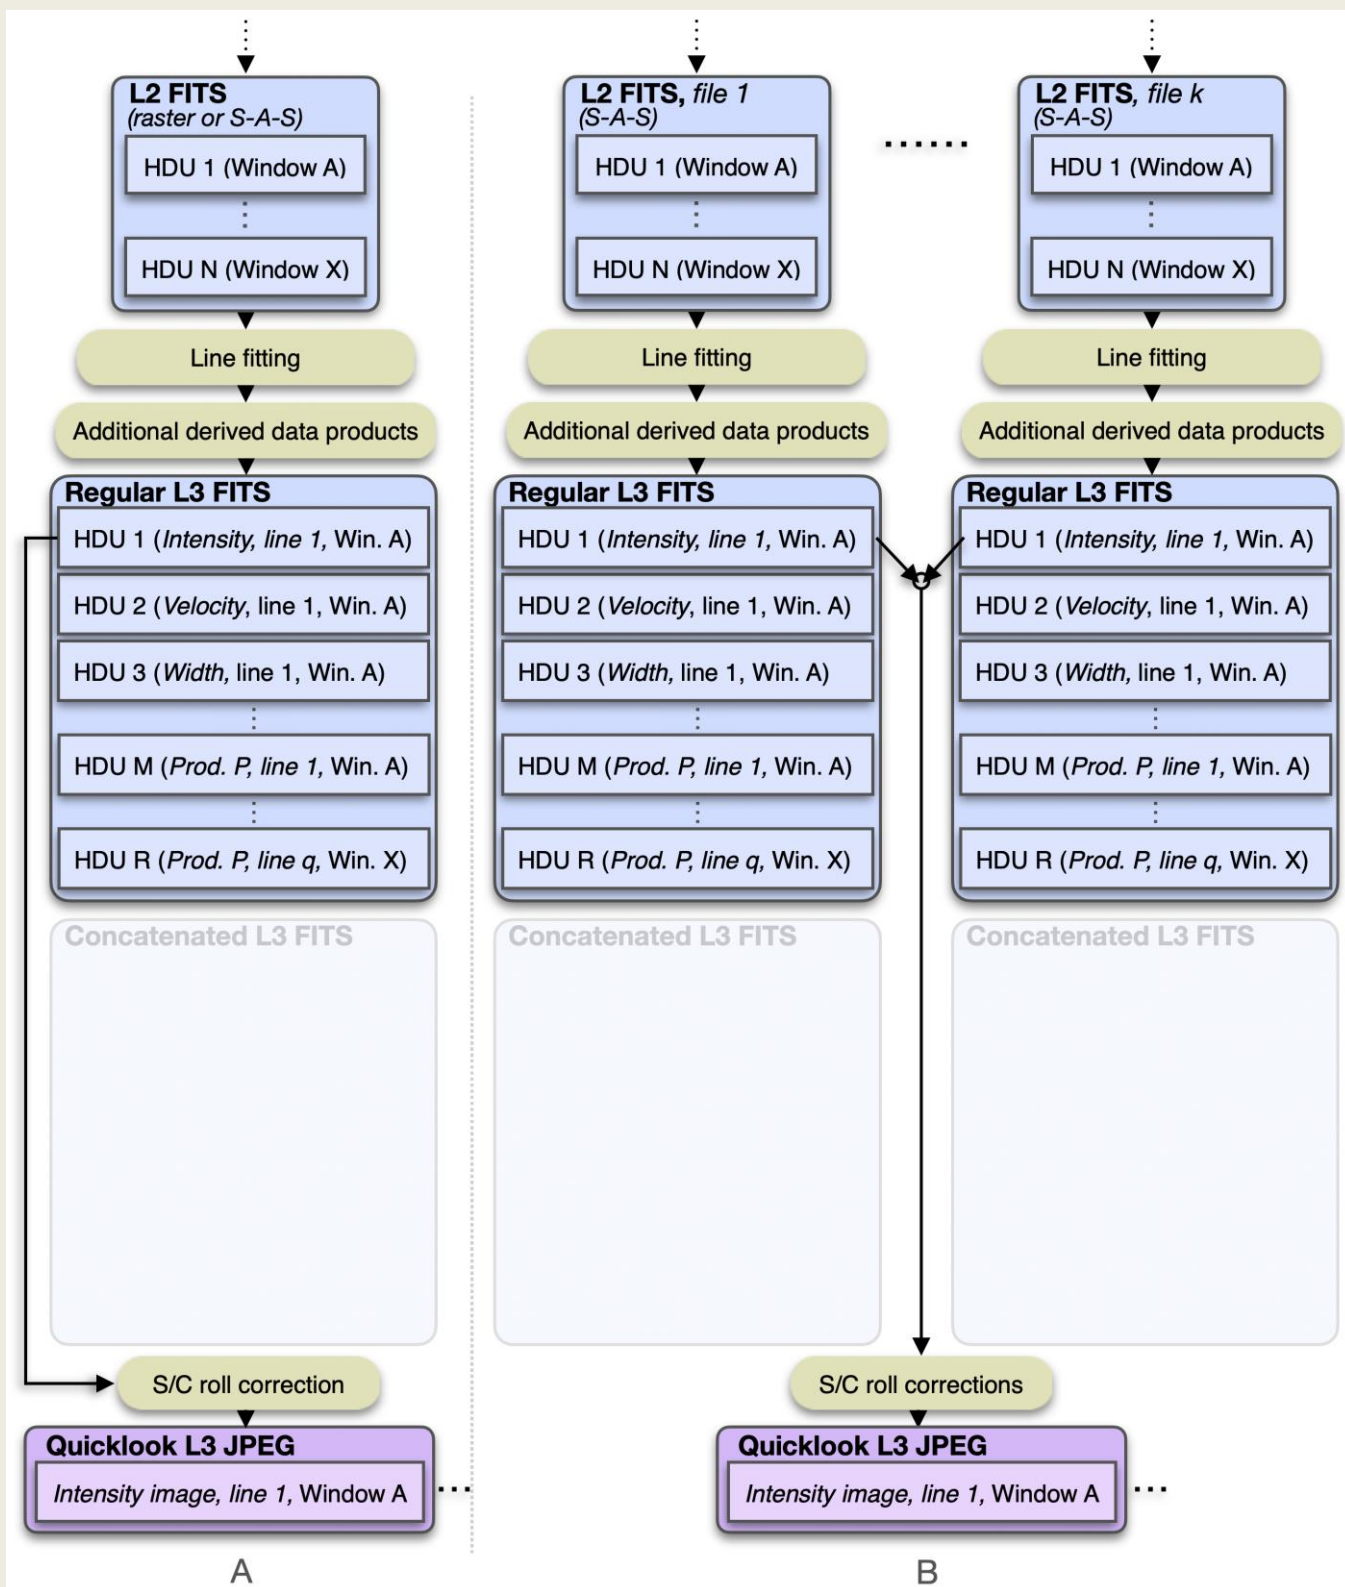 L2 FITS
(raster or S-A-S)
HDU 1 (Window A)
HDU N (Window X)
Line fitting
Additional derived data products
Regular L3 FITS
HDU 1 (Intensity, line 1, Win. A)
HDU 2 (Velocity, line 1, Win. A)
HDU 3 (Width, line 1, Win. A)
HDU M (Prod. P, line 1, Win. A)
HDU R (Prod. P, line q, Win. X)
Concatenated L3 FITS
S/C roll correction
Quicklook L3 JPEG
Intensity image, line 1, Window A
A
L2 FITS, file 1
(S-A-S)
HDU 1 (Window A)
HDU N (Window X)
Line fitting
Additional derived data products
Regular L3 FITS
HDU 1 (Intensity, line 1, Win. A)
HDU 2 (Velocity, line 1, Win. A)
HDU 3 (Width, line 1, Win. A)
HDU M (Prod. P, line 1, Win. A)
HDU R (Prod. P, line q, Win. X)
Concatenated L3 FITS
L2 FITS, file k
(S-A-S)
HDU 1 (Window A)
HDU N (Window X)
Line fitting
Additional derived data products
Regular L3 FITS
HDU 1 (Intensity, line 1, Win. A)
HDU 2 (Velocity, line 1, Win. A)
HDU 3 (Width, line 1, Win. A)
HDU M (Prod. P, line 1, Win. A)
HDU R (Prod. P, line q, Win. X)
Concatenated L3 FITS
S/C roll corrections
Quicklook L3 JPEG
Intensity image, line 1, Window A
B